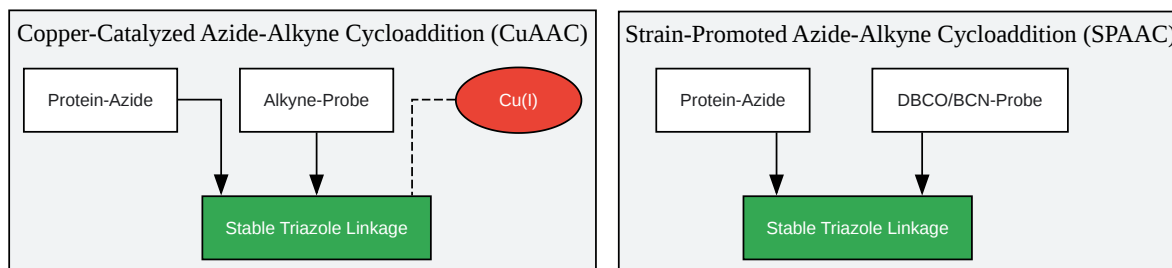 Copper-Catalyzed Azide-Alkyne Cycloaddition (CuAAC)
Protein-Azide
Alkyne-Probe
Cu(I)
Stable Triazole Linkage
Strain-Promoted Azide-Alkyne Cycloaddition (SPAAC)
Protein-Azide
DBCO/BCN-Probe
Stable Triazole Linkage